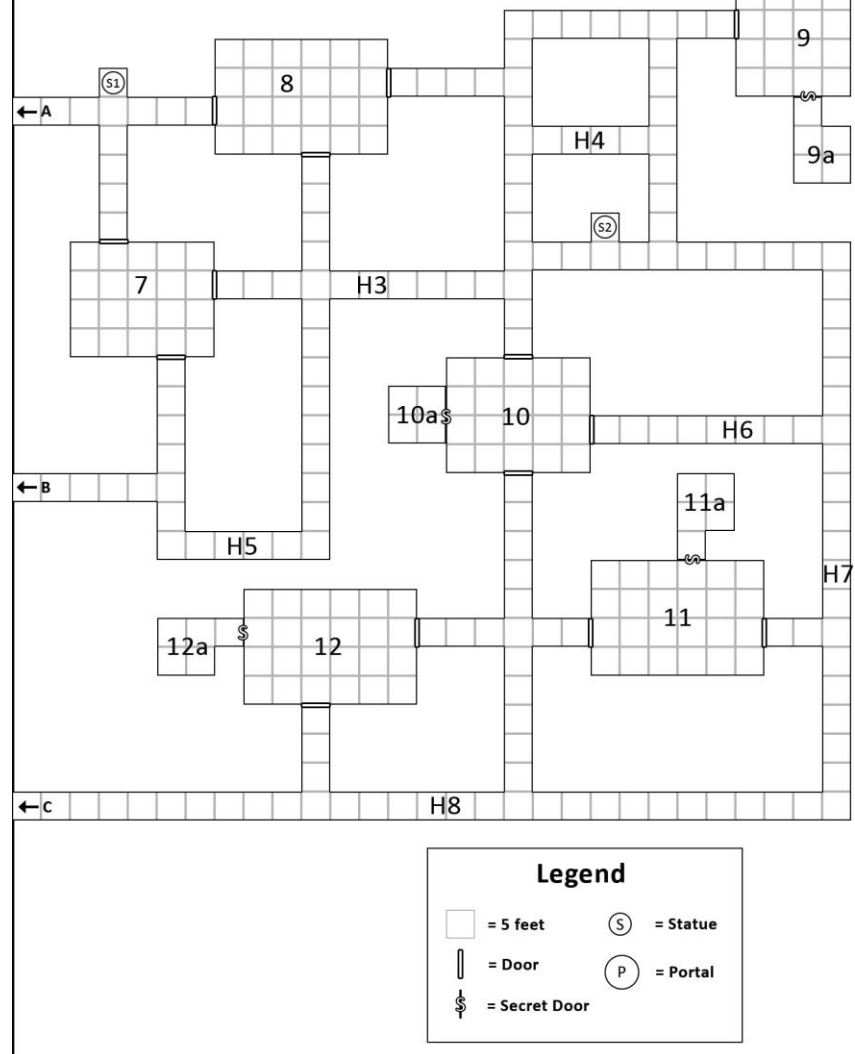 9
8
S1
← A
H4
9a
S2
7
H3
10a
S
10
H6
← B
11a
H5
S
H7
11
12a
S
12
← C
H8
Legend
= 5 feet
S = Statue
= Door
P = Portal
S = Secret Door